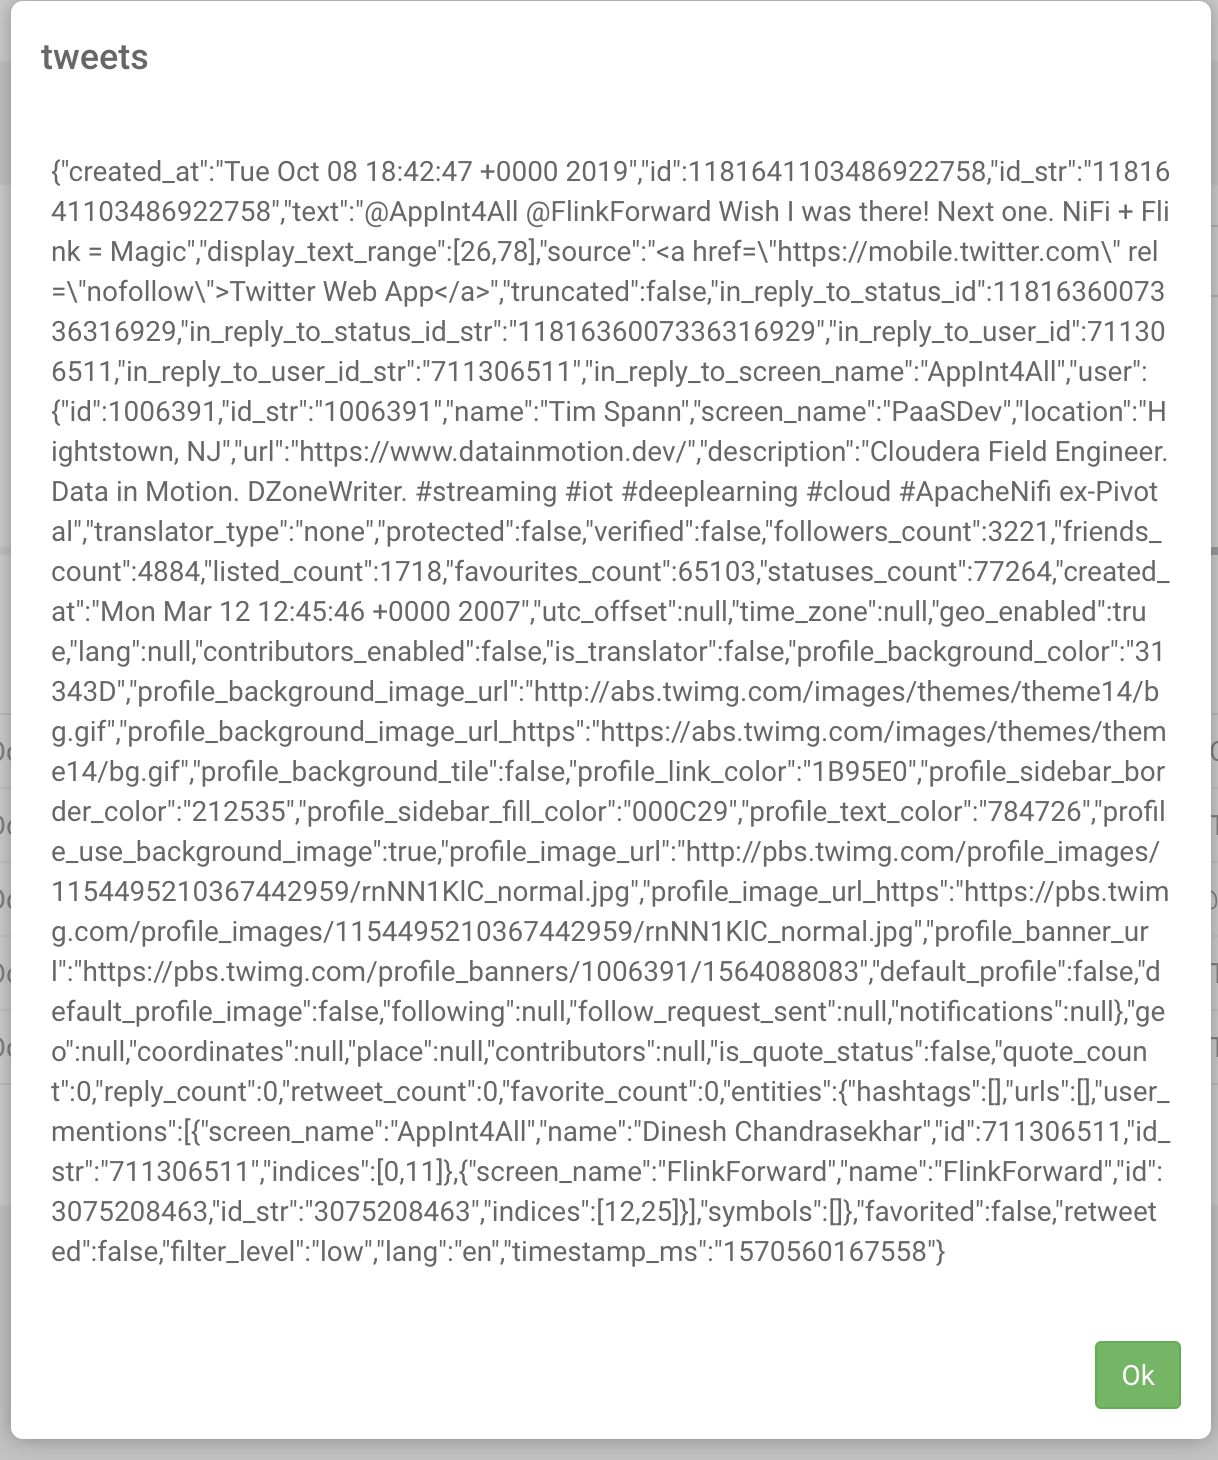 tweets
{"created_at":"Tue Oct 08 18:42:47 +0000 2019","id":1181641103486922758,"id_str":"11816
41103486922758","text":"@AppInt4All @FlinkForward Wish I was there! Next one. NiFi + Fli
nk = Magic","display_text_range":[26,78],"source":"<a href=\"https://mobile.twitter.com\" rel
=\"nofollow\">Twitter Web App</a>","truncated":false,"in_reply_to_status_id":11816360073
36316929,"in_reply_to_status_id_str":"1181636007336316929","in_reply_to_user_id":71130
6511,"in_reply_to_user_id_str":"711306511","in_reply_to_screen_name":"AppInt4All","user":
{"id":1006391,"id_str":"1006391","name":"Tim Spann","screen_name":"PaaSDev","location":"H
ightstown, NJ","url":"https://www.datainmotion.dev/","description":"Cloudera Field Engineer.
Data in Motion. DZoneWriter. #streaming #iot #deeplearning #cloud #ApacheNifi ex-Pivot
al","translator_type":"none","protected":false,"verified":false,"followers_count":3221,"friends_
count":4884,"listed_count":1718,"favourites_count":65103,"statuses_count":77264,"created_
at":"Mon Mar 12 12:45:46 +0000 2007","utc_offset":null,"time_zone":null,"geo_enabled":tru
e,"lang":null,"contributors_enabled":false,"is_translator":false,"profile_background_color":"31
343D","profile_background_image_url":"http://abs.twimg.com/images/themes/theme14/b
g.gif","profile_background_image_url_https":"https://abs.twimg.com/images/themes/them
e14/bg.gif","profile_background_tile":false,"profile_link_color":"1B95E0","profile_sidebar_bor
der_color":"212535","profile_sidebar_fill_color":"000C29","profile_text_color":"784726","profil
e_use_background_image":true,"profile_image_url":"http://pbs.twimg.com/profile_images/
1154495210367442959/rnNN1KlC_normal.jpg","profile_image_url_https":"https://pbs.twim
g.com/profile_images/1154495210367442959/rnNN1KlC_normal.jpg","profile_banner_ur
l":"https://pbs.twimg.com/profile_banners/1006391/1564088083","default_profile":false,"d
efault_profile_image":false,"following":null,"follow_request_sent":null,"notifications":null},"ge
o":null,"coordinates":null,"place":null,"contributors":null,"is_quote_status":false,"quote_coun
t":0,"reply_count":0,"retweet_count":0,"favorite_count":0,"entities":{"hashtags":[],"urls":[],"user_
mentions":[{"screen_name":"AppInt4All","name":"Dinesh Chandrasekhar","id":711306511,"id_
str":"711306511","indices":[0,11]},{"screen_name":"FlinkForward","name":"FlinkForward","id":
3075208463,"id_str":"3075208463","indices":[12,25]}],"symbols":[]},"favorited":false,"retweet
ed":false,"filter_level":"low","lang":"en","timestamp_ms":"1570560167558"}
Ok